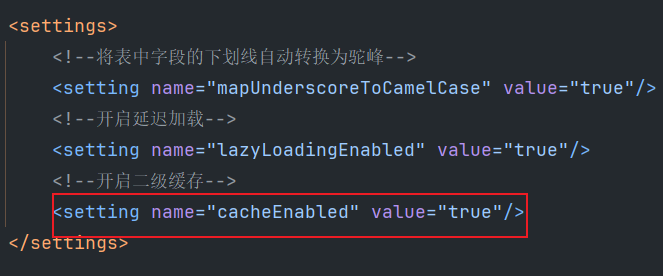 <settings>
<!--将表中字段的下划线自动转换为驼峰-->
<setting name="mapUnderscoreToCamelCase" value="true"/>
<!--开启延迟加载-->
<setting name="lazyLoadingEnabled" value="true"/>
<!--开启二级缓存-->
<setting name="cacheEnabled" value="true"/>
</settings>